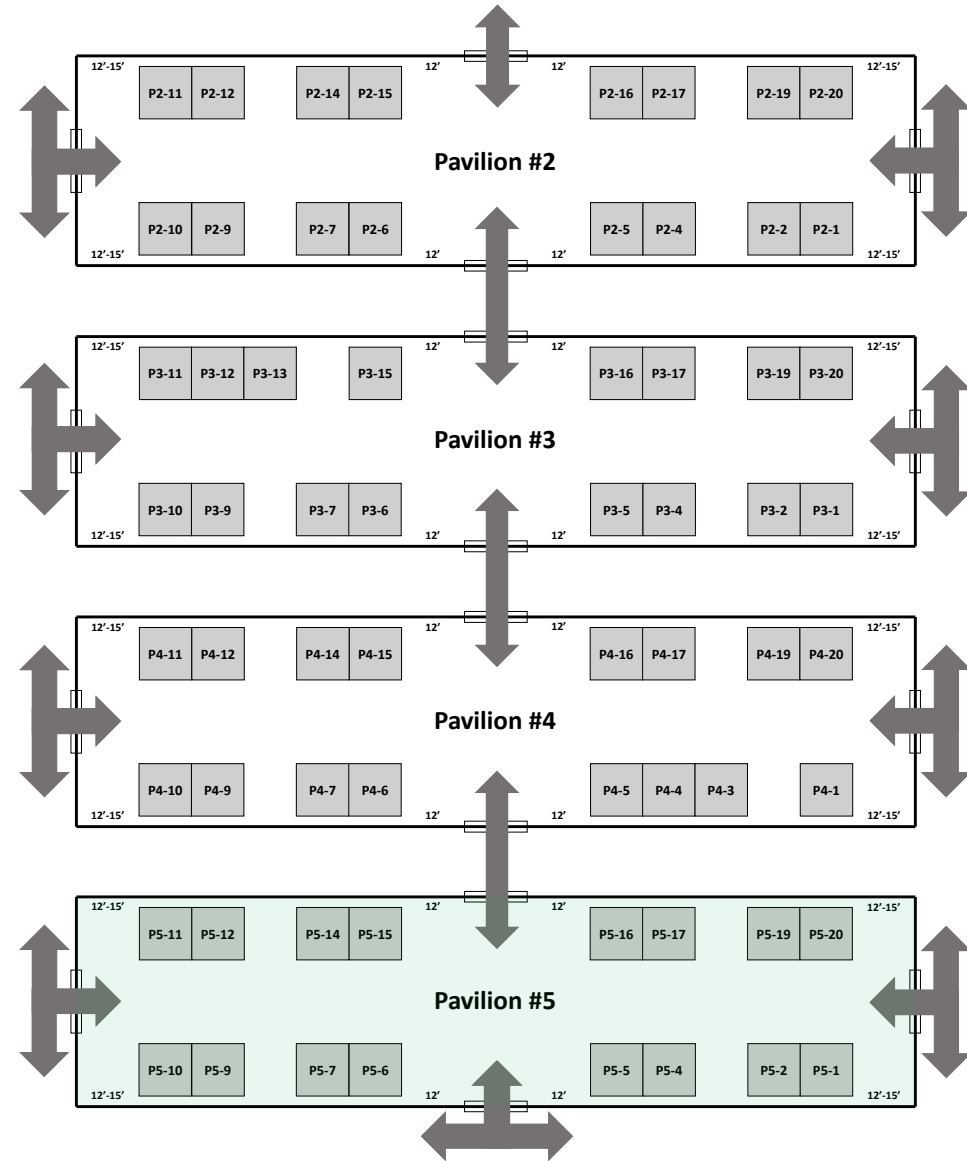 12’-15’ P2-11 P2-12 P2-14 P2-15 12’ 12’ P2-16 P2-17 P2-19 P2-20 12’-15’
Pavilion #2
12’-15’ P2-10 P2-9 P2-7 P2-6 12’ 12’ P2-5 P2-4 P2-2 P2-1 12’-15’
12’-15’ P3-11 P3-12 P3-13 P3-15 12’ 12’ P3-16 P3-17 P3-19 P3-20 12’-15’
Pavilion #3
12’-15’ P3-10 P3-9 P3-7 P3-6 12’ 12’ P3-5 P3-4 P3-2 P3-1 12’-15’
12’-15’ P4-11 P4-12 P4-14 P4-15 12’ 12’ P4-16 P4-17 P4-19 P4-20 12’-15’
Pavilion #4
12’-15’ P4-10 P4-9 P4-7 P4-6 12’ 12’ P4-5 P4-4 P4-3 P4-1 12’-15’
12’-15’ P5-11 P5-12 P5-14 P5-15 12’ 12’ P5-16 P5-17 P5-19 P5-20 12’-15’
Pavilion #5
12’-15’ P5-10 P5-9 P5-7 P5-6 12’ 12’ P5-5 P5-4 P5-2 P5-1 12’-15’